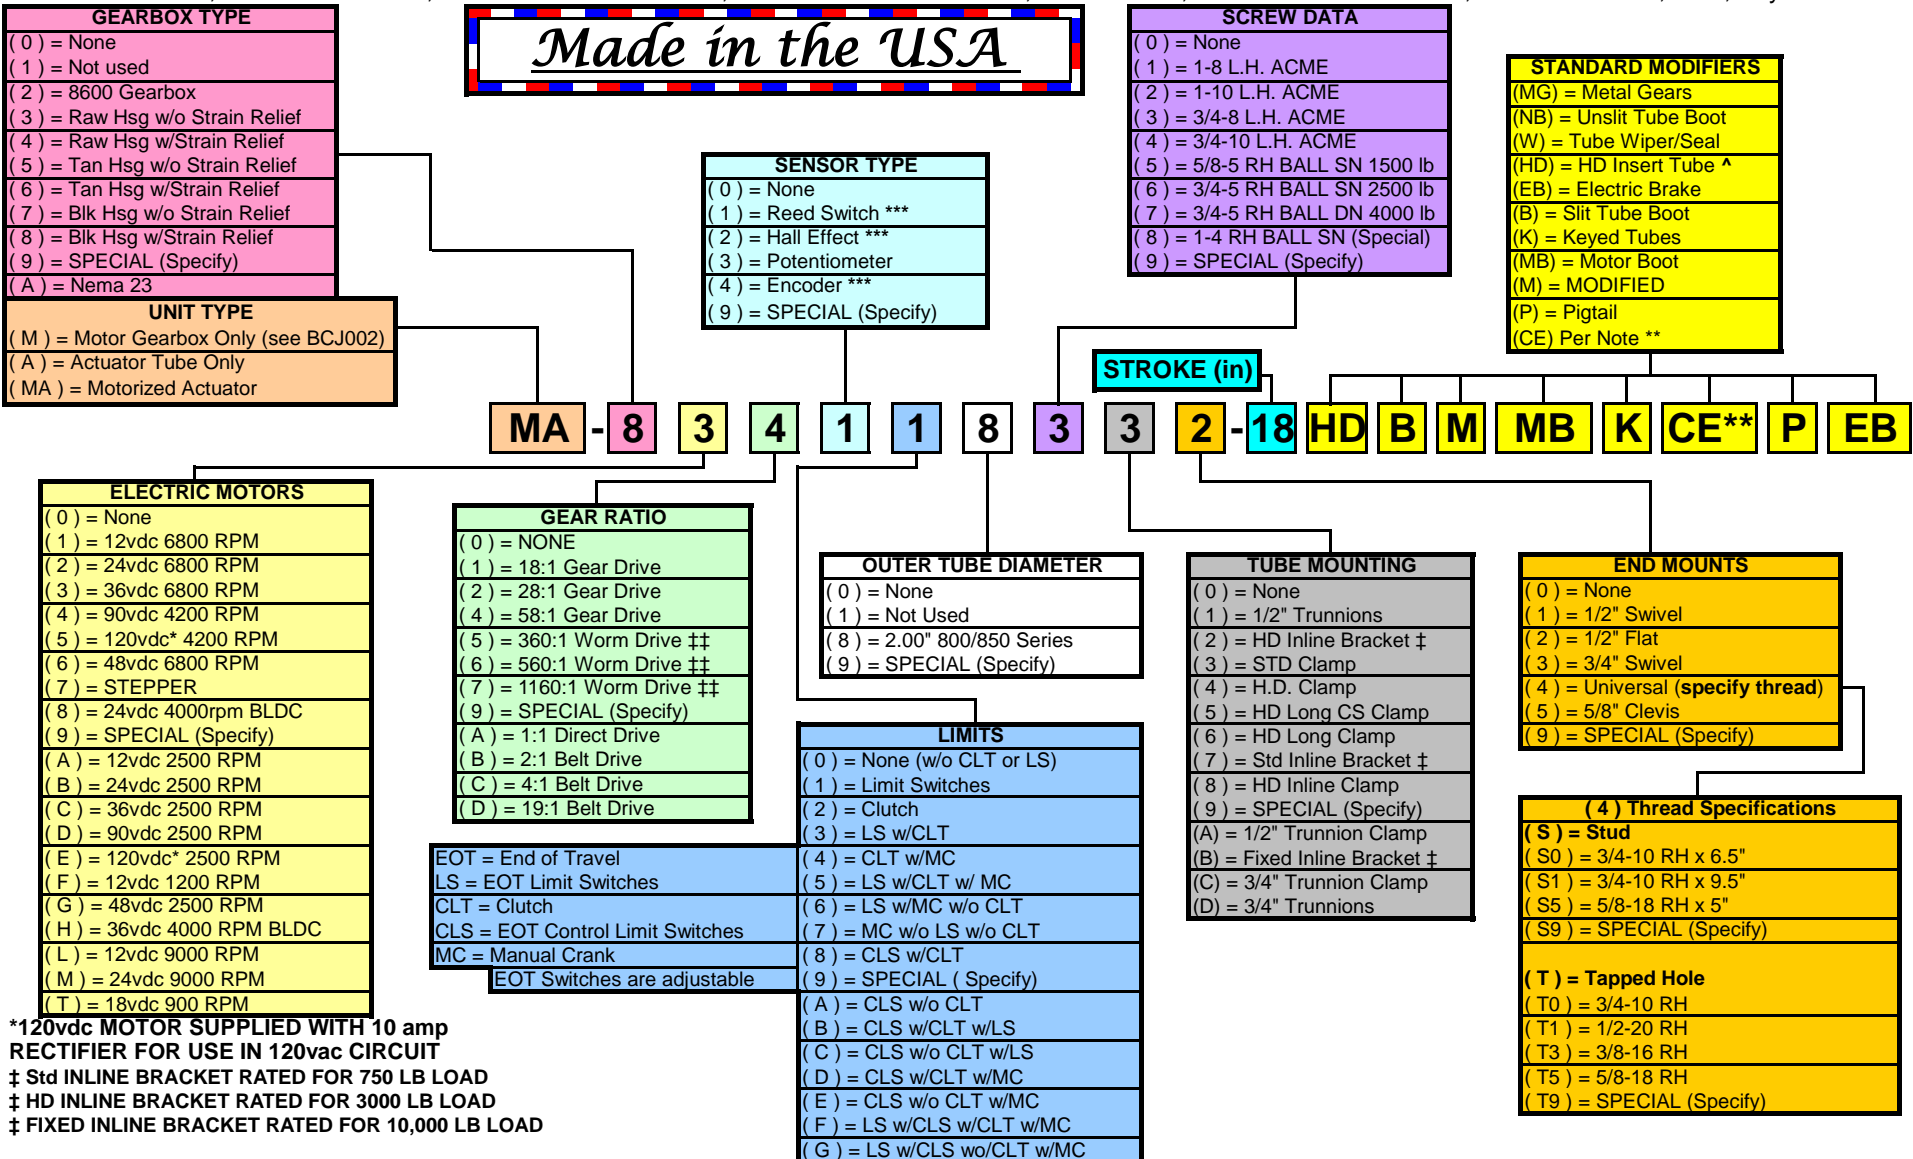 GEARBOX TYPE
( 0 ) = None
( 1 ) = Not used
( 2 ) = 8600 Gearbox
( 3 ) = Raw Hsg w/o Strain Relief
( 4 ) = Raw Hsg w/Strain Relief
( 5 ) = Tan Hsg w/o Strain Relief
( 6 ) = Tan Hsg w/Strain Relief
( 7 ) = Blk Hsg w/o Strain Relief
( 8 ) = Blk Hsg w/Strain Relief
( 9 ) = SPECIAL (Specify)
( A ) = Nema 23
UNIT TYPE
( M ) = Motor Gearbox Only (see BCJ002)
( A ) = Actuator Tube Only
( MA ) = Motorized Actuator
Made in the USA
SENSOR TYPE
( 0 ) = None
( 1 ) = Reed Switch ***
( 2 ) = Hall Effect ***
( 3 ) = Potentiometer
( 4 ) = Encoder ***
( 9 ) = SPECIAL (Specify)
SCREW DATA
( 0 ) = None
( 1 ) = 1-8 L.H. ACME
( 2 ) = 1-10 L.H. ACME
( 3 ) = 3/4-8 L.H. ACME
( 4 ) = 3/4-10 L.H. ACME
( 5 ) = 5/8-5 RH BALL SN 1500 lb
( 6 ) = 3/4-5 RH BALL SN 2500 lb
( 7 ) = 3/4-5 RH BALL DN 4000 lb
( 8 ) = 1-4 RH BALL SN (Special)
( 9 ) = SPECIAL (Specify)
STANDARD MODIFIERS
(MG) = Metal Gears
(NB) = Unslit Tube Boot
(W) = Tube Wiper/Seal
(HD) = HD Insert Tube ^
(EB) = Electric Brake
(B) = Slit Tube Boot
(K) = Keyed Tubes
(MB) = Motor Boot
(M) = MODIFIED
(P) = Pigtail
(CE) Per Note **
STROKE (in)
MA - 8 3 4 1 1 8 3 3 2 - 18 HD B M MB K CE** P EB
ELECTRIC MOTORS
( 0 ) = None
( 1 ) = 12vdc 6800 RPM
( 2 ) = 24vdc 6800 RPM
( 3 ) = 36vdc 6800 RPM
( 4 ) = 90vdc 4200 RPM
( 5 ) = 120vdc* 4200 RPM
( 6 ) = 48vdc 6800 RPM
( 7 ) = STEPPER
( 8 ) = 24vdc 4000rpm BLDC
( 9 ) = SPECIAL (Specify)
( A ) = 12vdc 2500 RPM
( B ) = 24vdc 2500 RPM
( C ) = 36vdc 2500 RPM
( D ) = 90vdc 2500 RPM
( E ) = 120vdc* 2500 RPM
( F ) = 12vdc 1200 RPM
( G ) = 48vdc 2500 RPM
( H ) = 36vdc 4000 RPM BLDC
( L ) = 12vdc 9000 RPM
( M ) = 24vdc 9000 RPM
( T ) = 18vdc 900 RPM
*120vdc MOTOR SUPPLIED WITH 10 amp
RECTIFIER FOR USE IN 120vac CIRCUIT
‡ Std INLINE BRACKET RATED FOR 750 LB LOAD
‡ HD INLINE BRACKET RATED FOR 3000 LB LOAD
‡ FIXED INLINE BRACKET RATED FOR 10,000 LB LOAD
GEAR RATIO
( 0 ) = NONE
( 1 ) = 18:1 Gear Drive
( 2 ) = 28:1 Gear Drive
( 4 ) = 58:1 Gear Drive
( 5 ) = 360:1 Worm Drive ‡‡
( 6 ) = 560:1 Worm Drive ‡‡
( 7 ) = 1160:1 Worm Drive ‡‡
( 9 ) = SPECIAL (Specify)
( A ) = 1:1 Direct Drive
( B ) = 2:1 Belt Drive
( C ) = 4:1 Belt Drive
( D ) = 19:1 Belt Drive
EOT = End of Travel
LS = EOT Limit Switches
CLT = Clutch
CLS = EOT Control Limit Switches
MC = Manual Crank
EOT Switches are adjustable
OUTER TUBE DIAMETER
( 0 ) = None
( 1 ) = Not Used
( 8 ) = 2.00" 800/850 Series
( 9 ) = SPECIAL (Specify)
LIMITS
( 0 ) = None (w/o CLT or LS)
( 1 ) = Limit Switches
( 2 ) = Clutch
( 3 ) = LS w/CLT
( 4 ) = CLT w/MC
( 5 ) = LS w/CLT w/ MC
( 6 ) = LS w/MC w/o CLT
( 7 ) = MC w/o LS w/o CLT
( 8 ) = CLS w/CLT
( 9 ) = SPECIAL ( Specify)
( A ) = CLS w/o CLT
( B ) = CLS w/CLT w/LS
( C ) = CLS w/o CLT w/LS
( D ) = CLS w/CLT w/MC
( E ) = CLS w/o CLT w/MC
( F ) = LS w/CLS w/CLT w/MC
( G ) = LS w/CLS wo/CLT w/MC
TUBE MOUNTING
( 0 ) = None
( 1 ) = 1/2" Trunnions
( 2 ) = HD Inline Bracket ‡
( 3 ) = STD Clamp
( 4 ) = H.D. Clamp
( 5 ) = HD Long CS Clamp
( 6 ) = HD Long Clamp
( 7 ) = Std Inline Bracket ‡
( 8 ) = HD Inline Clamp
( 9 ) = SPECIAL (Specify)
(A) = 1/2" Trunnion Clamp
(B) = Fixed Inline Bracket ‡
(C) = 3/4" Trunnion Clamp
(D) = 3/4" Trunnions
END MOUNTS
( 0 ) = None
( 1 ) = 1/2" Swivel
( 2 ) = 1/2" Flat
( 3 ) = 3/4" Swivel
( 4 ) = Universal (specify thread)
( 5 ) = 5/8" Clevis
( 9 ) = SPECIAL (Specify)
( 4 ) Thread Specifications
( S ) = Stud
( S0 ) = 3/4-10 RH x 6.5"
( S1 ) = 3/4-10 RH x 9.5"
( S5 ) = 5/8-18 RH x 5"
( S9 ) = SPECIAL (Specify)
( T ) = Tapped Hole
( T0 ) = 3/4-10 RH
( T1 ) = 1/2-20 RH
( T3 ) = 3/8-16 RH
( T5 ) = 5/8-18 RH
( T9 ) = SPECIAL (Specify)